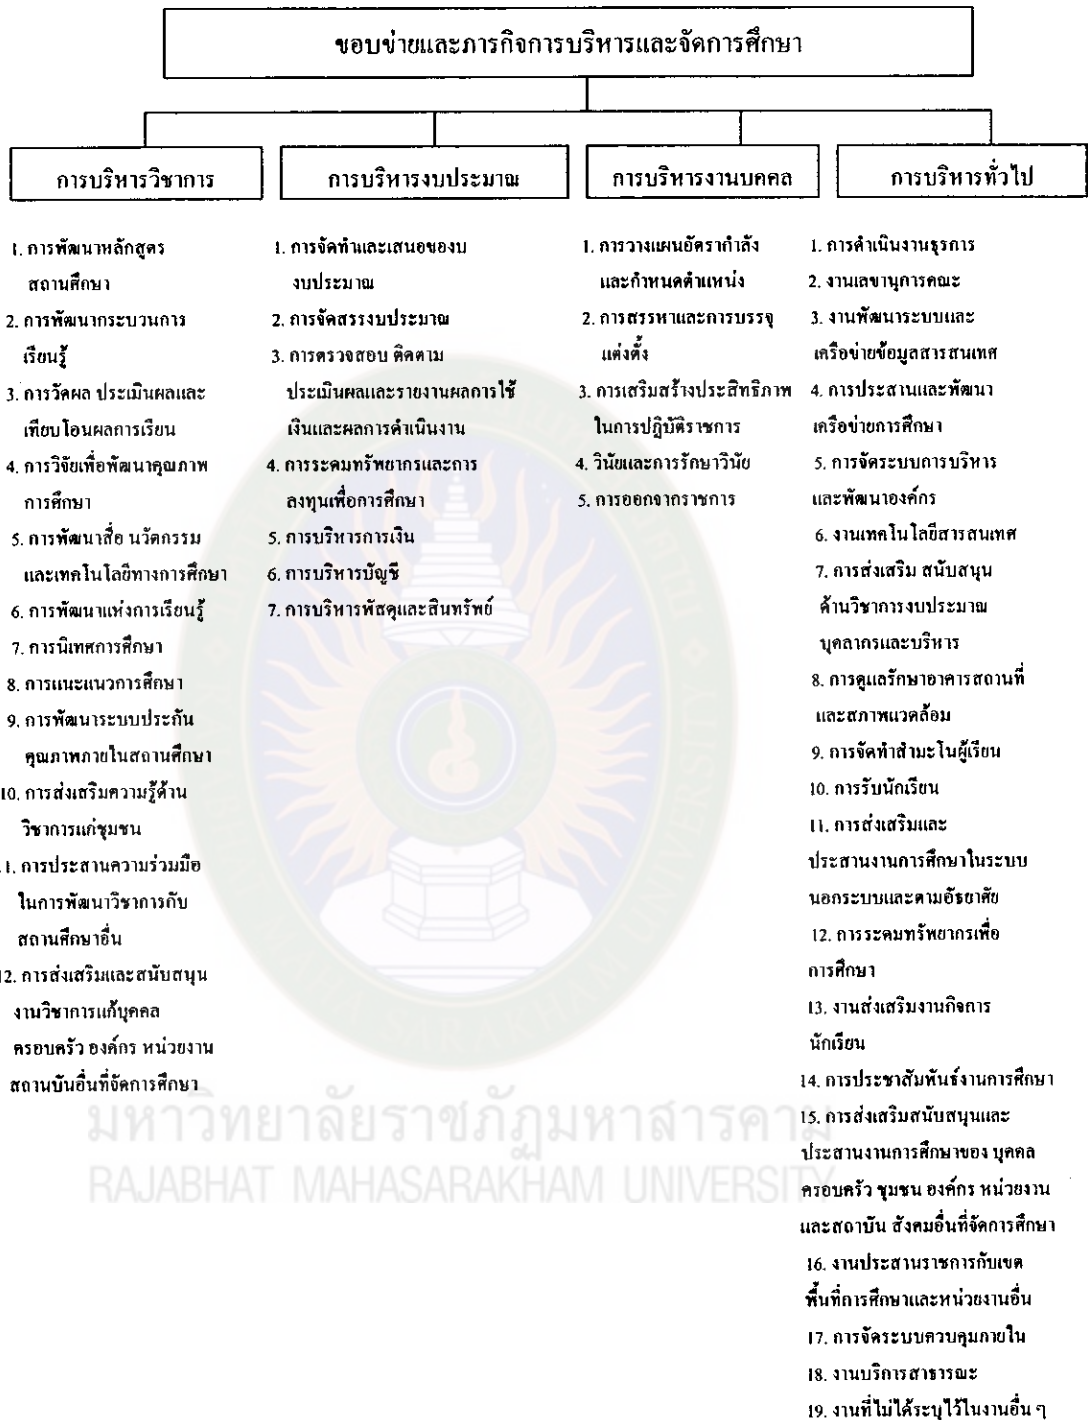 ขอบข่ายและภารกิจการบริหารและจัดการศึกษา
การบริหารวิชาการ
1. การพัฒนาหลักสูตร
สถานศึกษา
2. การพัฒนากระบวนการ
เรียนรู้
3. การวัดผล ประเมินผลและ
เทียบโอนผลการเรียน
4. การวิจัยเพื่อพัฒนาคุณภาพ
การศึกษา
5. การพัฒนาสื่อ นวัตกรรม
และเทคโนโลยีทางการศึกษา
6. การพัฒนาแห่งการเรียนรู้
7. การนิเทศการศึกษา
8. การแนะแนวการศึกษา
9. การพัฒนาระบบประกัน
คุณภาพภายในสถานศึกษา
10. การส่งเสริมความรู้ด้าน
วิชาการแก่ชุมชน
1. การประสานความร่วมมือ
ในการพัฒนาวิชาการกับ
สถานศึกษาอื่น
12. การส่งเสริมและสนับสนุน
งานวิชาการแก้บุคคล
ครอบครัว องค์กร หน่วยงาน
สถานบันอื่นที่จัดการศึกษา
การบริหารงบประมาณ
1. การจัดทำและเสนอของบ
งบประมาณ
2. การจัดสรรงบประมาณ
3. การตรวจสอบ ติดตาม
ประเมินผลและรายงานผลการใช้
เงินและผลการดำเนินงาน
4. การระดมทรัพยากรและการ
ลงทุนเพื่อการศึกษา
5. การบริหารการเงิน
6. การบริหารบัญชี
7. การบริหารพัสดุและสินทรัพย์
การบริหารงานบคคล
1. การวางแผนอัตรากำลัง
และกำหนดตำแหน่ง
2. การสรรหาและการบรรจุ
แต่งตั้ง
3. การเสริมสร้างประสิทธิภาพ
ในการปฏิบัติราชการ
4. วินัยและการรักษาวินัย
5. การออกจากราชการ
การบริหารทั่วไป
1. การดำเนินงานธุรการ
2. งานเลขานุการคณะ
3. งานพัฒนาระบบและ
เครือข่ายข้อมูลสารสนเทศ
4. การประสานและพัฒนา
เครือข่ายการศึกษา
5. การจัดระบบการบริหาร
และพัฒนาองค์กร
6. งานเทคโนโลยีสารสนเทศ
7. การส่งเสริม สนับสนุน
ด้านวิชาการงบประมาณ
บุคลากรและบริหาร
8. การดูแลรักษาอาคารสถานที่
และสภาพแวดล้อม
9. การจัดทำสำมะโนผู้เรียน
10. การรับนักเรียน
11. การส่งเสริมและ
ประสานงานการศึกษาในระบบ
นอกระบบและตามอัธยาศัย
12. การระดมทรัพยากรเพื่อ
การศึกษา
13. งานส่งเสริมงานกิจการ
นักเรียน
14. การประชาสัมพันธ์งานการศึกษา
15. การส่งเสริมสนับสนุนและ
ประสานงานการศึกษาของ บุคคล
ครอบครัว ชุมชน องค์กร หน่วยงาน
และสถาบัน สังคมอื่นที่จัดการศึกษา
16. งานประสานราชการกับเขต
พื้นที่การศึกษาและหน่วยงานอื่น
17. การจัดระบบควบคุมภายใน
18. งานบริการสาธารณะ
19. งานที่ไม่ได้ระบุไว้ในงานอื่น ๆ
มหาวิทยาลัยราชภัฏมหาสารคาม
RAJABHAT MAHASARAKHAM UNIVERSITY